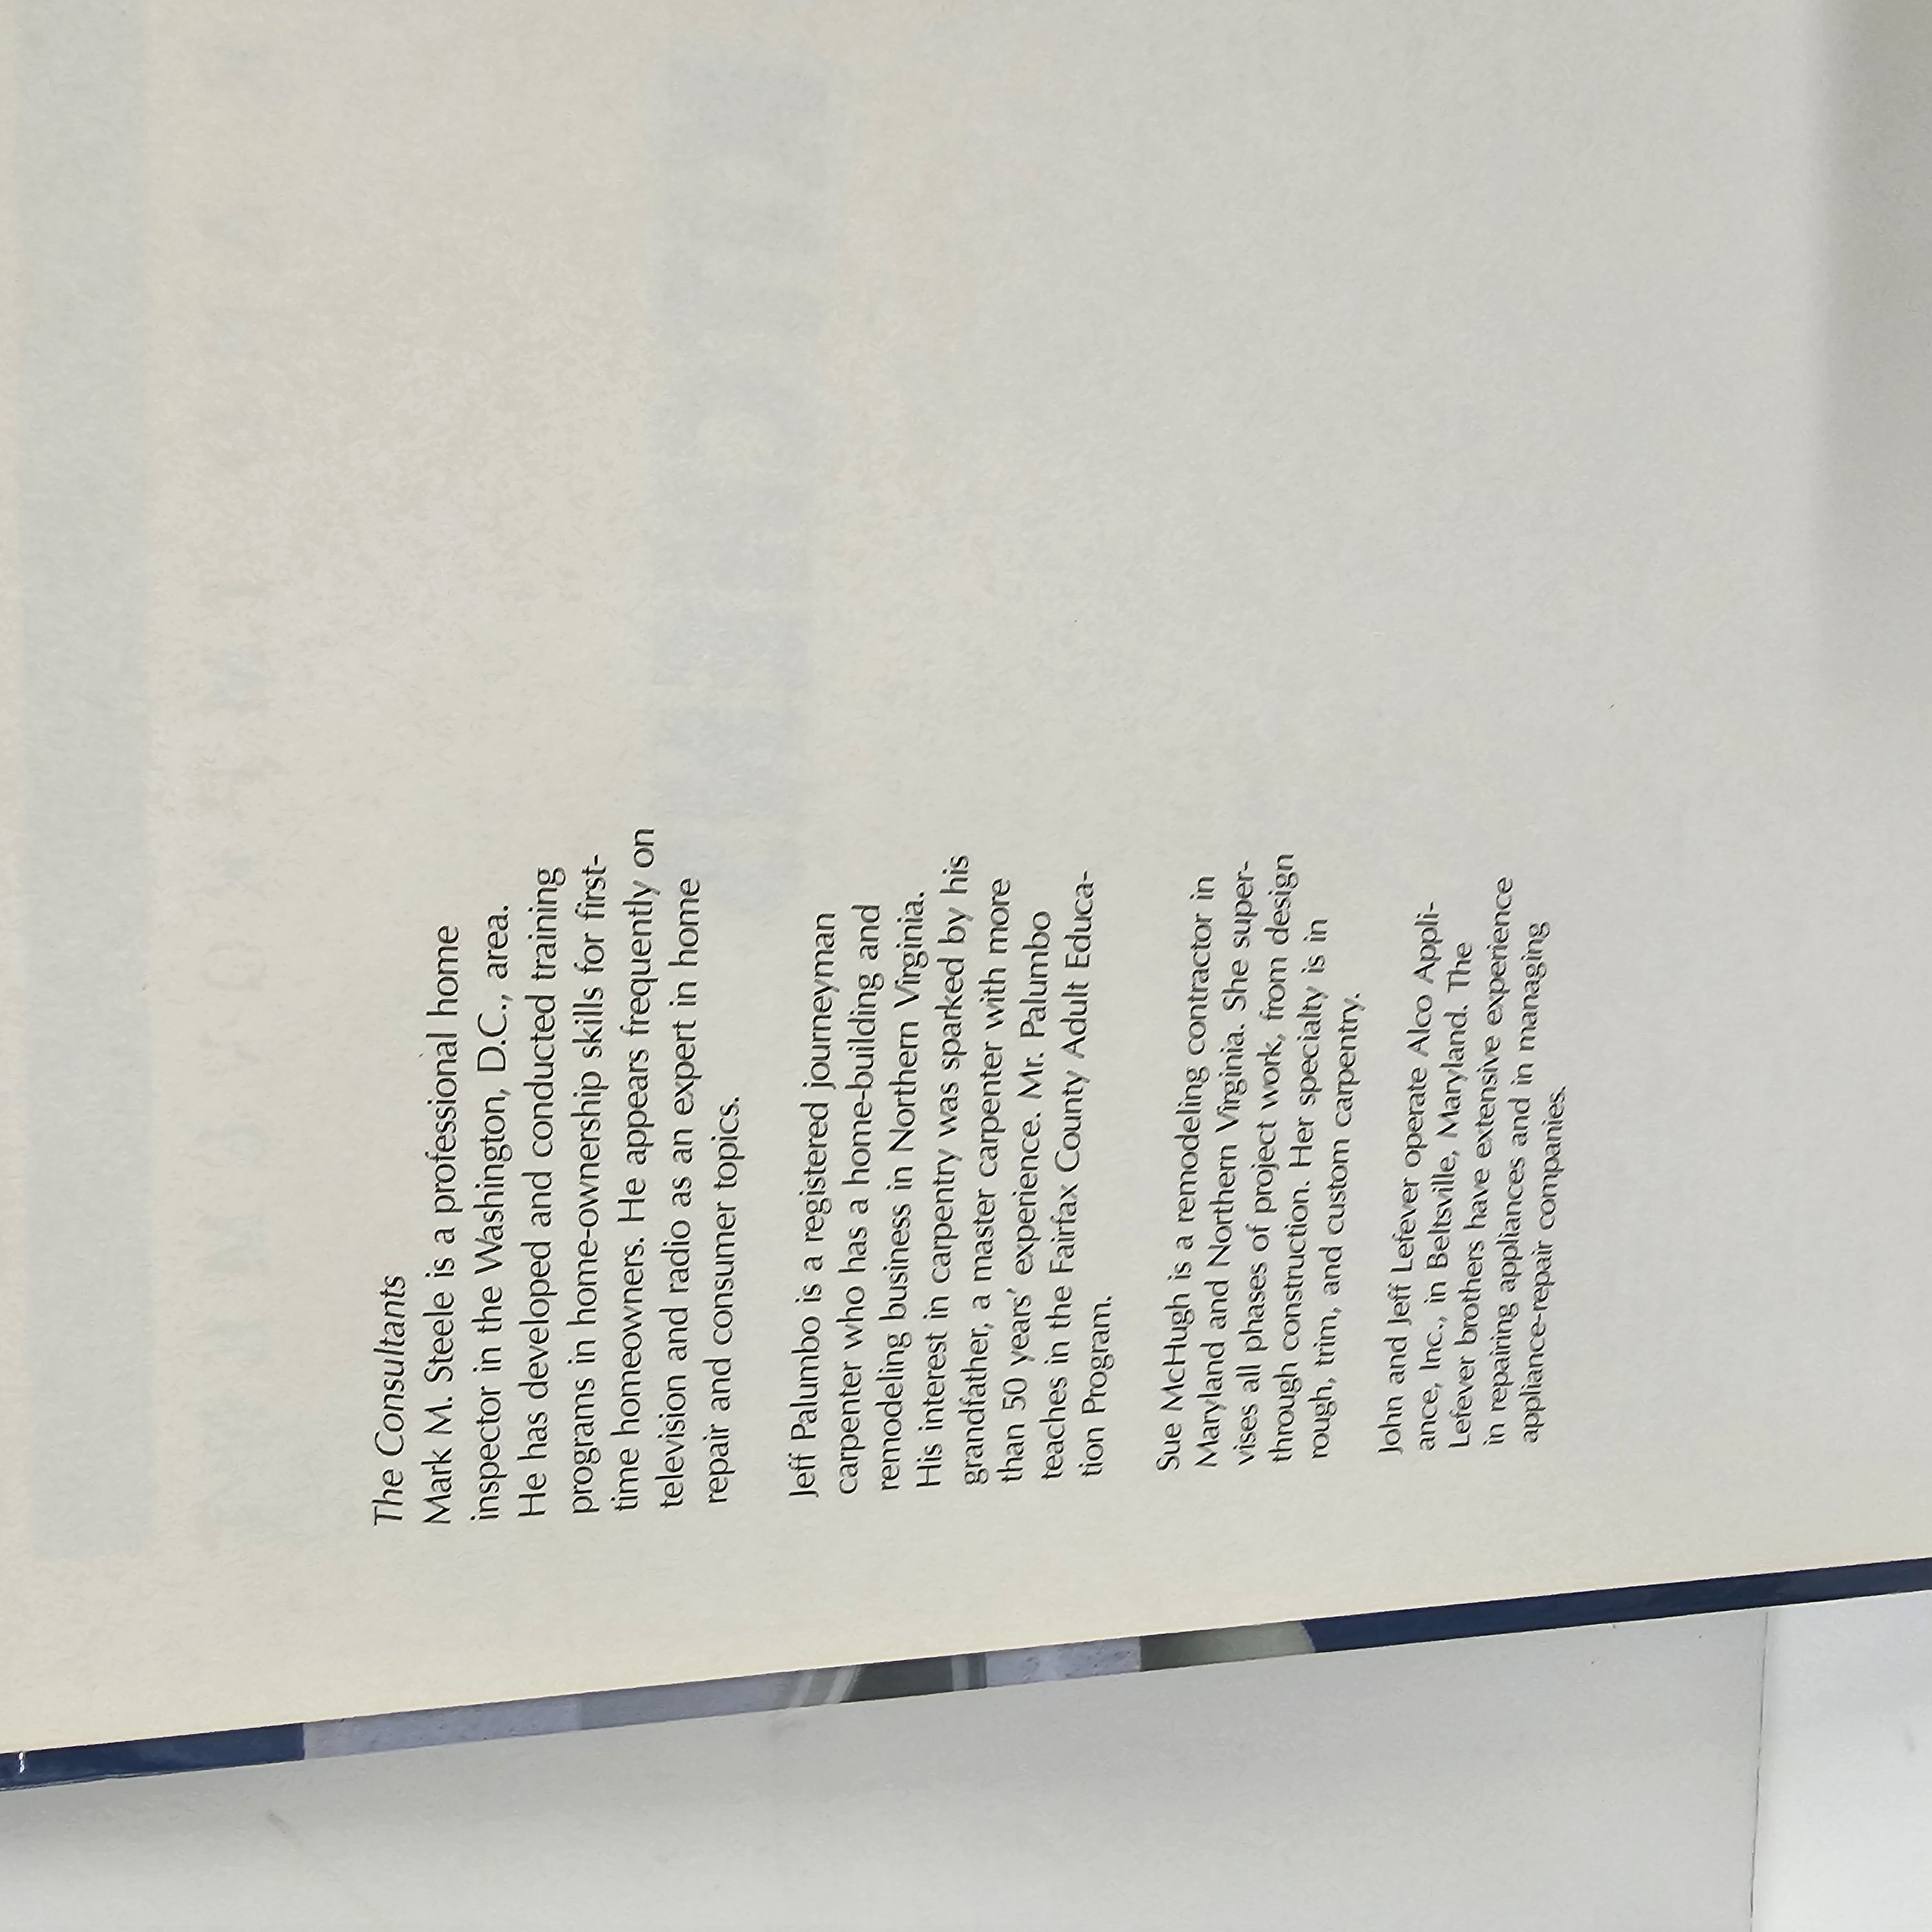 The Consultants
Mark M. Steele is a professional home
inspector in the Washington, D.C., area.
He has developed and conducted training
programs in home-ownership skills for first-
time homeowners. He appears frequently on
television and radio as an expert in home
repair and consumer topics.
Jeff Palumbo is a registered journeyman
carpenter who has a home-building and
remodeling business in Northern Virginia.
His interest in carpentry was sparked by his
grandfather, a master carpenter with more
than 50 years’ experience. Mr. Palumbo
teaches in the Fairfax County Adult Educa-
tion Program.
Sue McHugh is a remodeling contractor in
Maryland and Northern Virginia. She super-
vises all phases of project work, from design
through construction. Her specialty is in
rough, trim, and custom carpentry.
John and Jeff Lefever operate Alco Appli-
ance, Inc., in Beltsville, Maryland. The
Lefever brothers have extensive experience
in repairing appliances and in managing
appliance-repair companies.